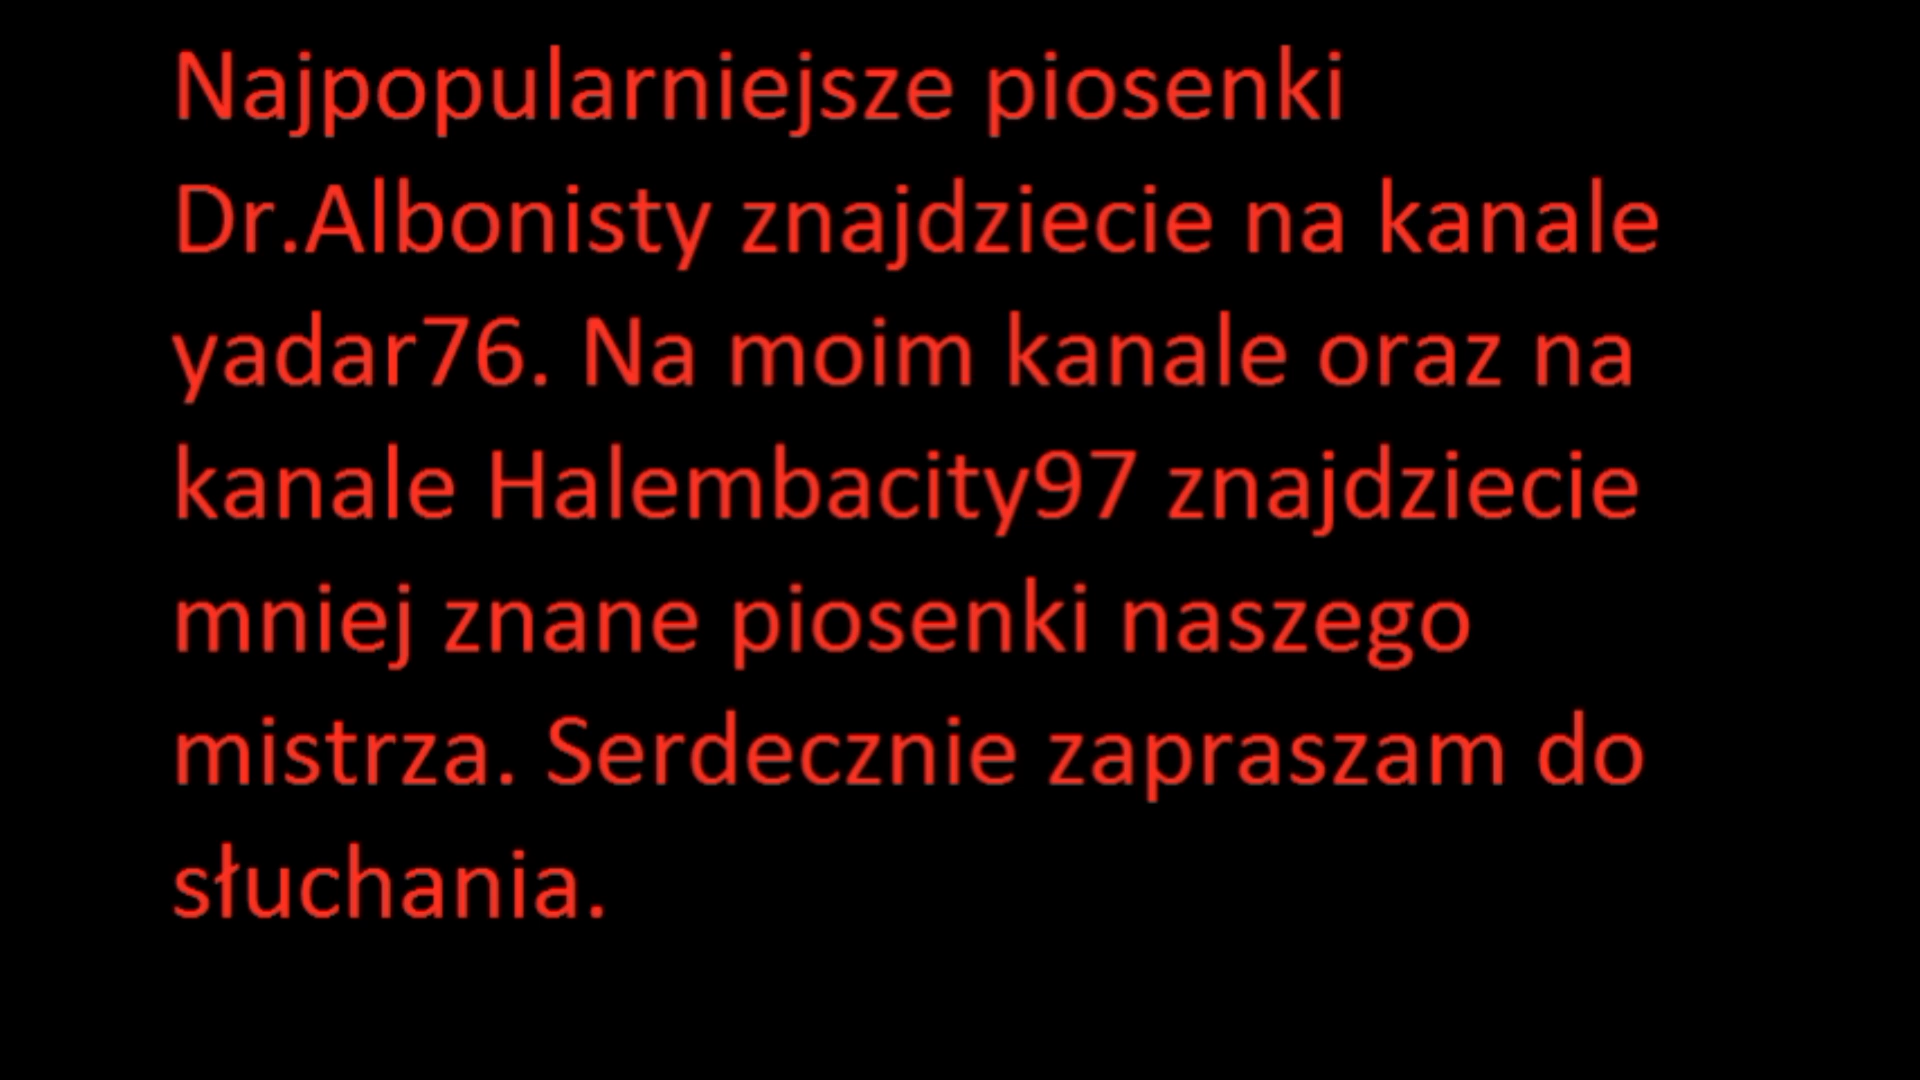 Najpopularniejsze piosenki
Dr.Albonisty znajdziecie na kanale
yadar76. Na moim kanale oraz na
kanale Halembacity97 znajdziecie
mniej znane piosenki naszego
mistrza. Serdecznie zapraszam do
słuchania.